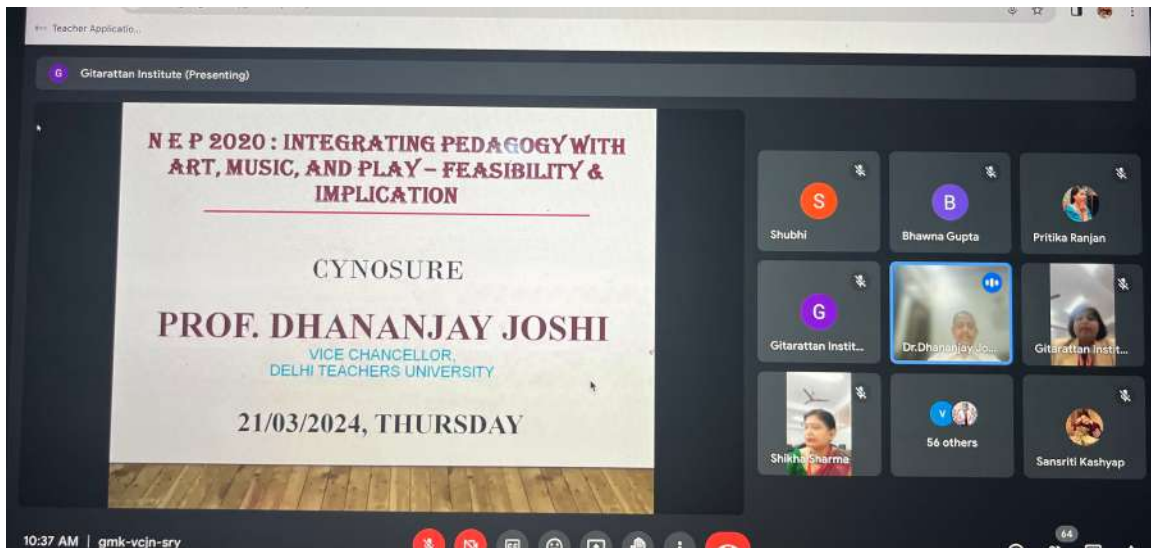 Teacher Applicatio...
G Gitarattan Institute (Presenting)
N E P 2020 : INTEGRATING PEDAGOGY WITH
ART, MUSIC, AND PLAY – FEASIBILITY &
IMPLICATION
CYNOSURE
PROF. DHANANJAY JOSHI
VICE CHANCELLOR,
DELHI TEACHERS UNIVERSITY
21/03/2024, THURSDAY
S
Shubhi
B
Bhawna Gupta
Pritika Ranjan
G
Gitarattan Instit...
Dr.Dhananjay Jo...
Gitarattan Instit...
Shikha Sharma
V
56 others
Sansriti Kashyap
10:37 AM | gmk-vcjn-sry
CC
64